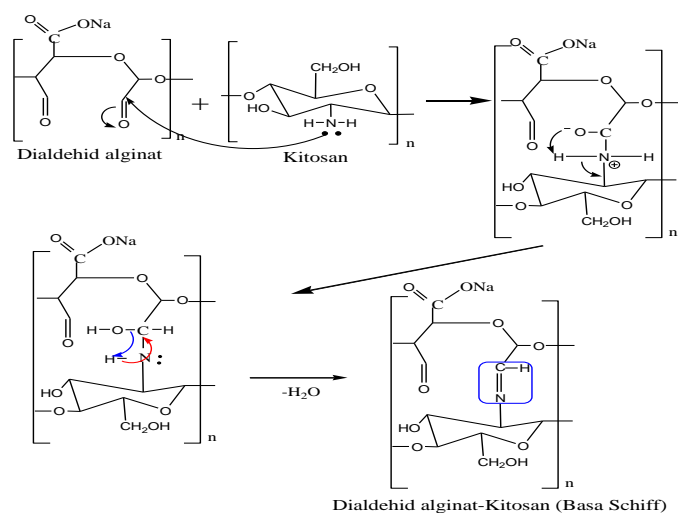 O
ONa
C
O
O
O
n
Dialdehid alginat
+
CH₂OH
O
O
HO
H-N-H
n
Kitosan
O
ONa
C
O
O
O
-O-C
H-N-H
⊕
HO
O
O
CH₂OH
n
O
ONa
C
O
O
O
H-O-C-H
H-N:
HO
O
O
CH₂OH
n
-H₂O
O
ONa
C
O
O
O
C-H
N
HO
O
O
CH₂OH
n
Dialdehid alginat-Kitosan (Basa Schiff)